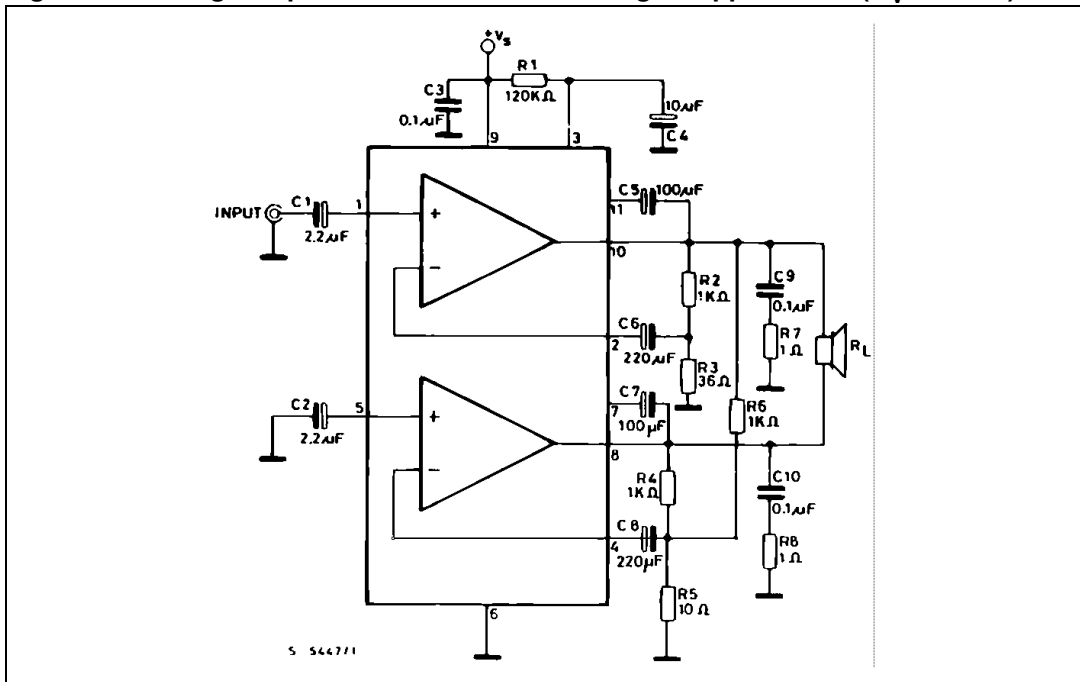 +Vs
R1
120KΩ
C3
0.1µF
10µF
C4
9
3
C5
100µF
11
INPUT
C1
1
2.2µF
+
−
10
R2
1KΩ
C9
0.1µF
C6
2
220µF
R3
36Ω
R7
1Ω
RL
C7
7
100µF
R6
1KΩ
C2
5
2.2µF
+
−
8
R4
1KΩ
C10
0.1µF
C8
4
220µF
R8
1Ω
R5
10Ω
6
S 5447/1